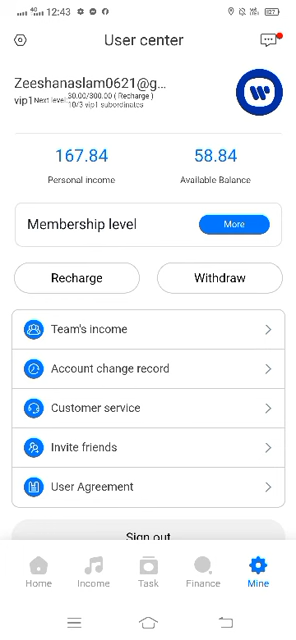 12:43
User center
Zeeshanaslam0621@g...
vip1 Next level: 30.00/300.00 ( Recharge )
10/3 vip1 subordinates
167.84 58.84
Personal income Available Balance
Membership level More
Recharge Withdraw
Team's income
Account change record
Customer service
Invite friends
User Agreement
Sign out
Home Income Task Finance Mine